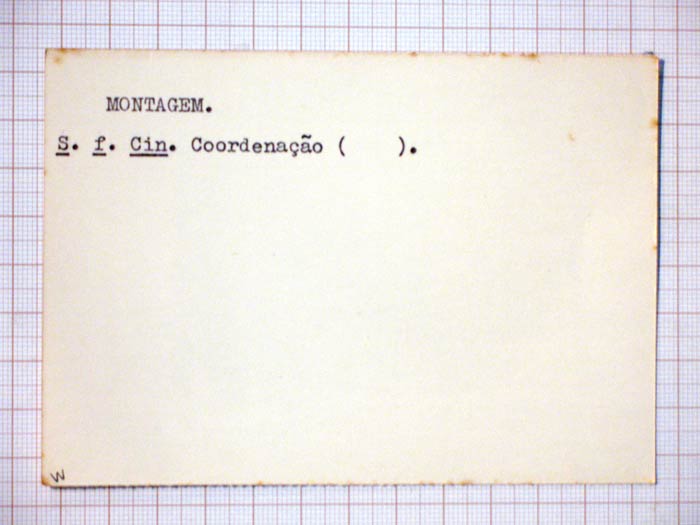 MONTAGEM.
S. f. Cin. Coordenação (    ).
W